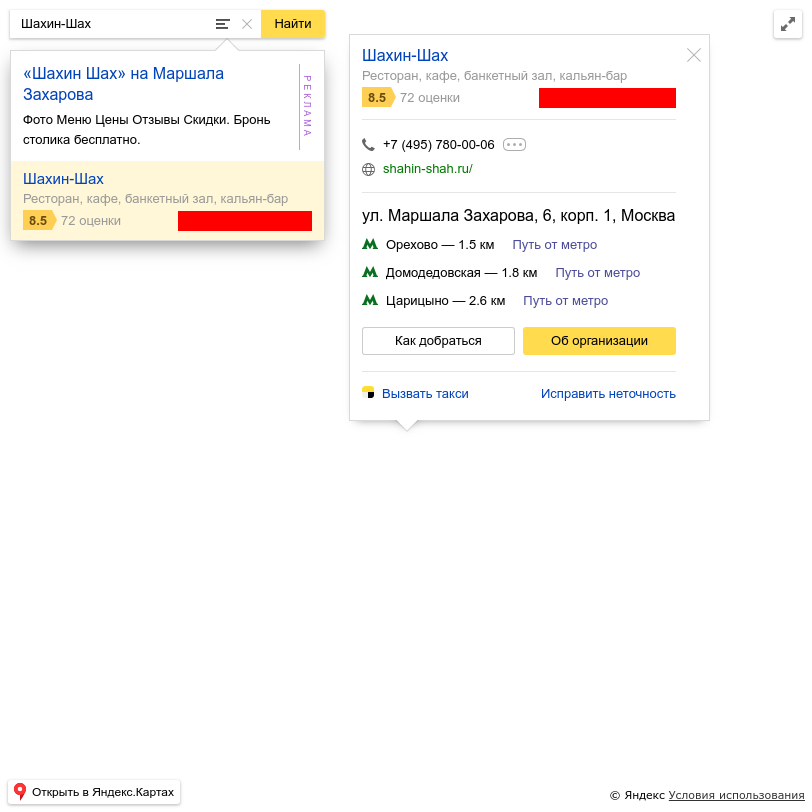 Шахин-Шах
Найти
«Шахин Шах» на Маршала
Захарова
Фото Меню Цены Отзывы Скидки. Бронь
столика бесплатно.
РЕКЛАМА
Шахин-Шах
Ресторан, кафе, банкетный зал, кальян-бар
8.5 72 оценки
Шахин-Шах
Ресторан, кафе, банкетный зал, кальян-бар
8.5 72 оценки
+7 (495) 780-00-06
shahin-shah.ru/
ул. Маршала Захарова, 6, корп. 1, Москва
Орехово — 1.5 км Путь от метро
Домодедовская — 1.8 км Путь от метро
Царицыно — 2.6 км Путь от метро
Как добраться Об организации
Вызвать такси Исправить неточность
Открыть в Яндекс.Картах
© Яндекс Условия использования